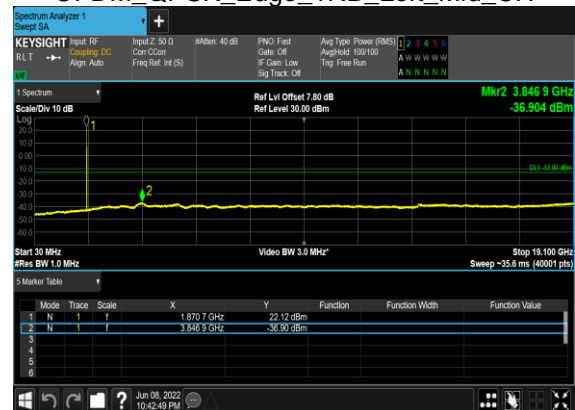 Spectrum Analyzer 1
Swept SA
+
KEYSIGHT Input: RF Input Z: 50 Ω #Atten: 40 dB PNO: Fast Avg Type: Power (RMS) 1 2 3 4 5 6
RLT Coupling: DC Corr CCorr Gate: Off Avg|Hold: 100/100 A W W W W W
Align: Auto Freq Ref: Int (S) IF Gain: Low Trig: Free Run
LXI Sig Track: Off A N N N N N
1 Spectrum Ref Lvl Offset 7.80 dB Mkr2 3.846 9 GHz
Scale/Div 10 dB Ref Level 30.00 dBm -36.904 dBm
Log
1
20.0
10.0
0.00
-10.0 DL1 -13.00 dBm
-20.0
-30.0 2
-40.0
-50.0
-60.0
Start 30 MHz Video BW 3.0 MHz* Stop 19.100 GHz
#Res BW 1.0 MHz Sweep ~35.6 ms (40001 pts)
5 Marker Table
Mode Trace Scale X Y Function Function Width Function Value
1 N 1 f 1.870 7 GHz 22.12 dBm
2 N 1 f 3.846 9 GHz -36.90 dBm
3
4
5
6
? Jun 08, 2022
10:42:49 PM